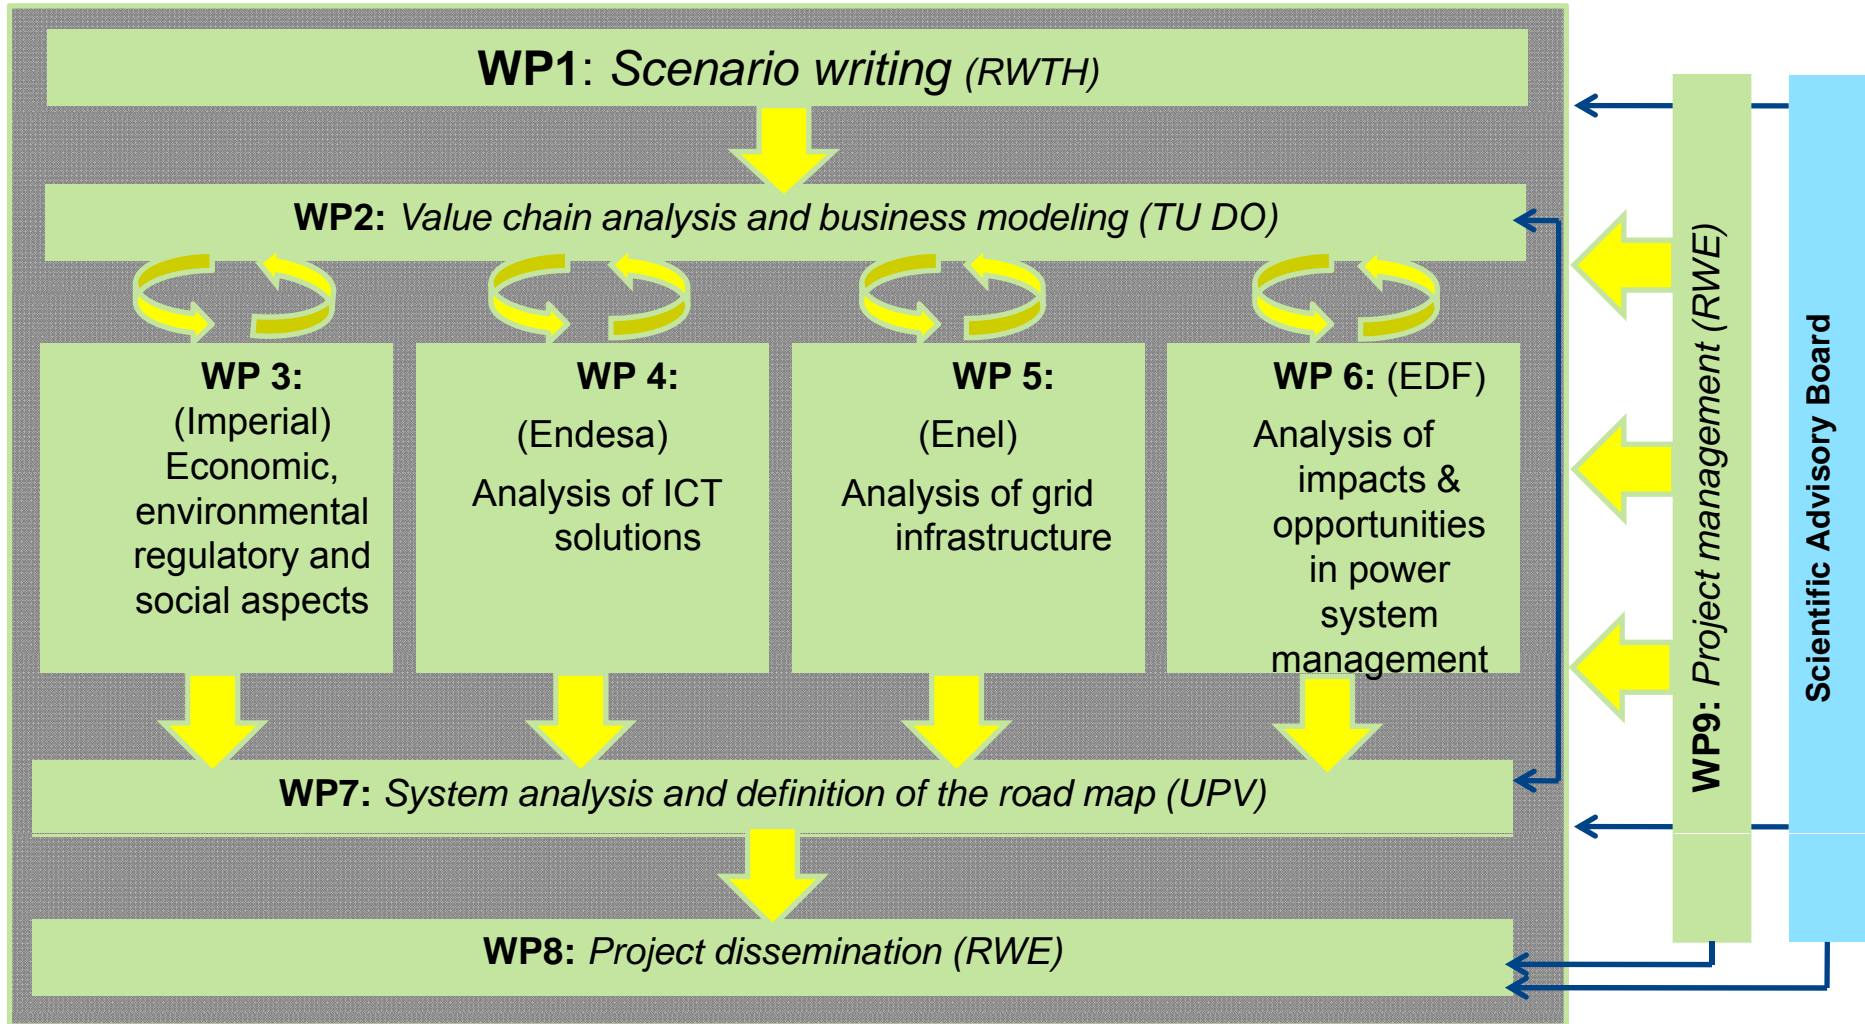 WP1: Scenario writing (RWTH)
WP2: Value chain analysis and business modeling (TU DO)
WP 3:
(Imperial)
Economic,
environmental
regulatory and
social aspects
WP 4:
(Endesa)
Analysis of ICT
solutions
WP 5:
(Enel)
Analysis of grid
infrastructure
WP 6: (EDF)
Analysis of
impacts &
opportunities
in power
system
management
WP7: System analysis and definition of the road map (UPV)
WP8: Project dissemination (RWE)
WP9: Project management (RWE)
Scientific Advisory Board